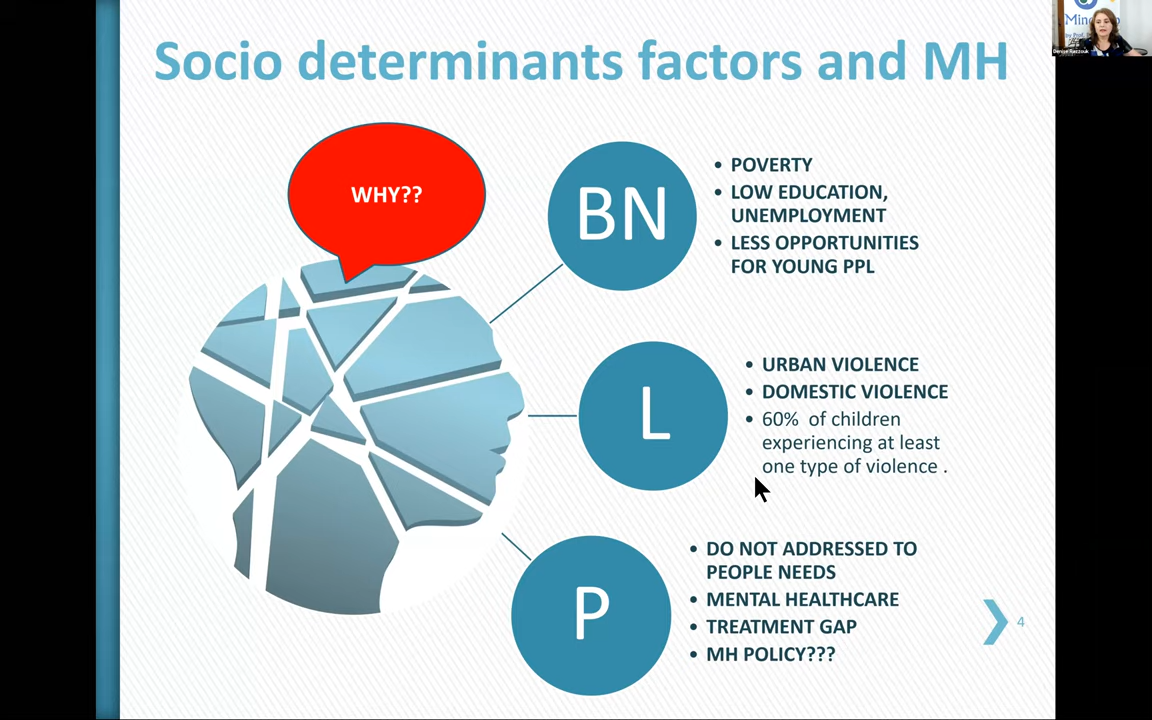 Socio determinants factors and MH
WHY??
BN
• POVERTY
• LOW EDUCATION,
UNEMPLOYMENT
• LESS OPPORTUNITIES
FOR YOUNG PPL
L
• URBAN VIOLENCE
• DOMESTIC VIOLENCE
• 60%  of children
experiencing at least
one type of violence .
P
• DO NOT ADDRESSED TO
PEOPLE NEEDS
• MENTAL HEALTHCARE
• TREATMENT GAP
• MH POLICY???
4
Denise Razzouk